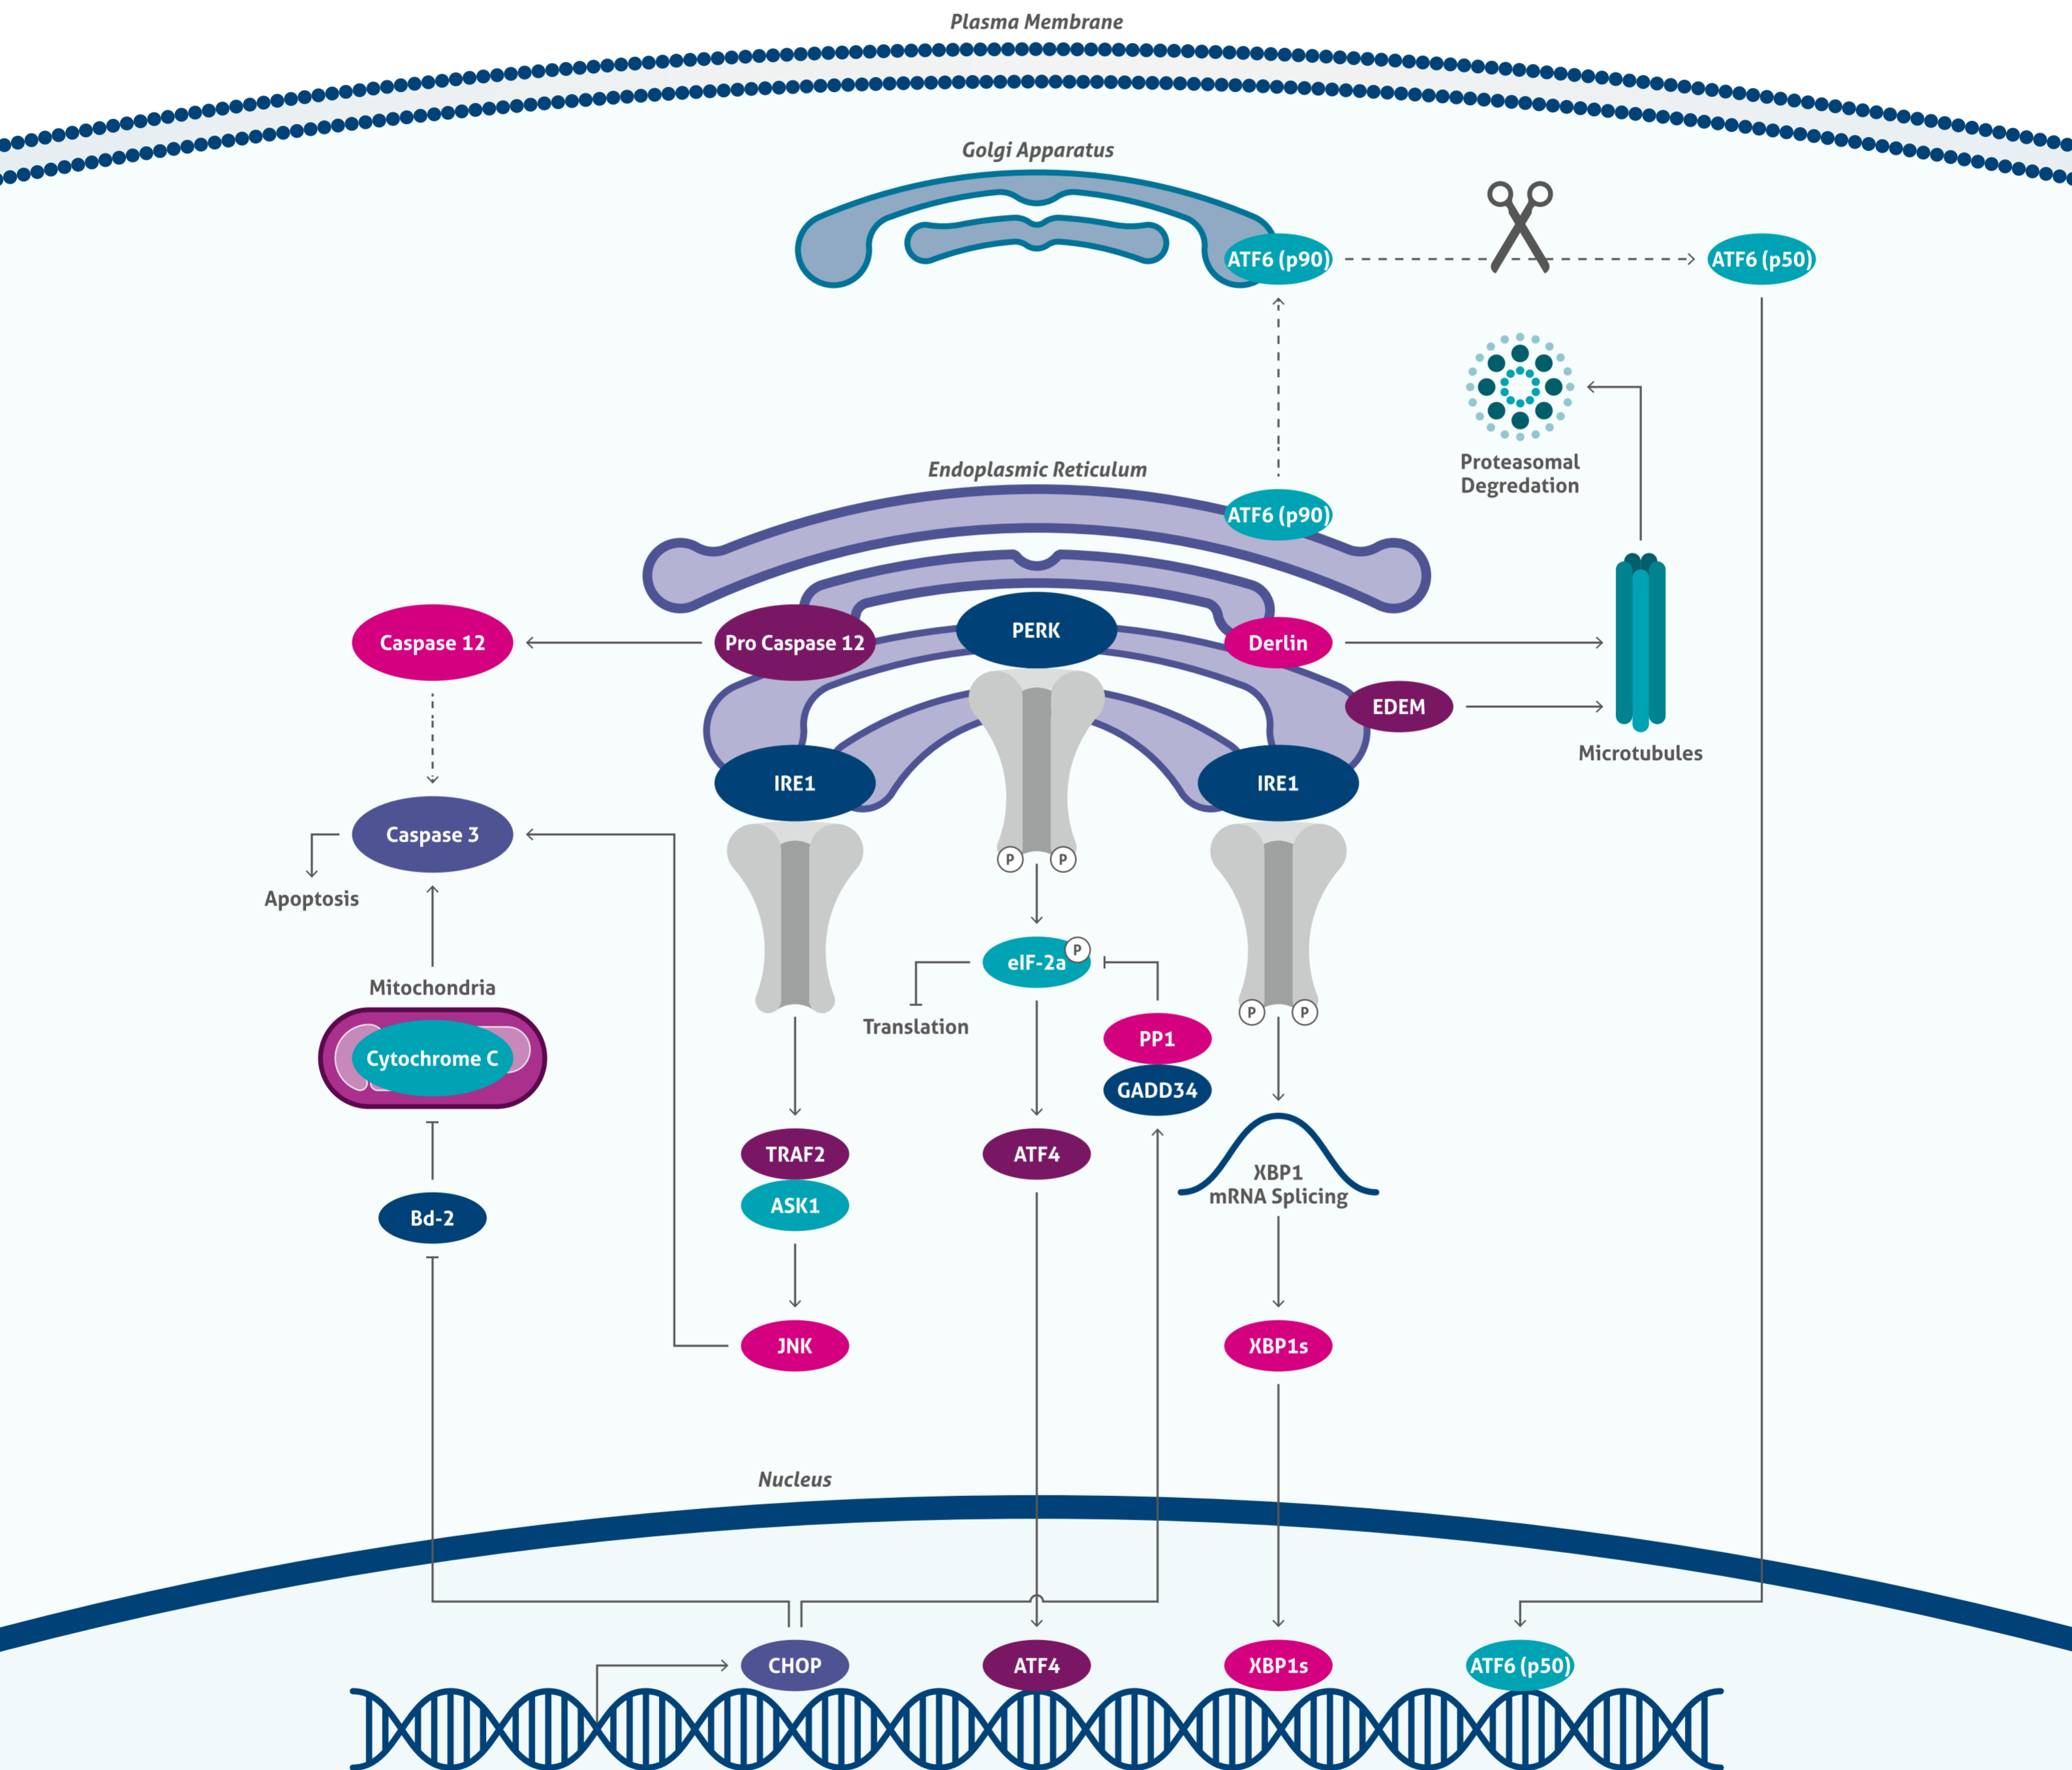 Plasma Membrane
Golgi Apparatus
ATF6 (p90)
ATF6 (p50)
Proteasomal
Degredation
Endoplasmic Reticulum
ATF6 (p90)
Caspase 12
Pro Caspase 12
PERK
Derlin
EDEM
Microtubules
IRE1
IRE1
Caspase 3
P
P
Apoptosis
eIF-2a
P
Mitochondria
Translation
P
P
PP1
Cytochrome C
GADD34
TRAF2
ATF4
XBP1
mRNA Splicing
ASK1
Bd-2
JNK
XBP1s
Nucleus
CHOP
ATF4
XBP1s
ATF6 (p50)